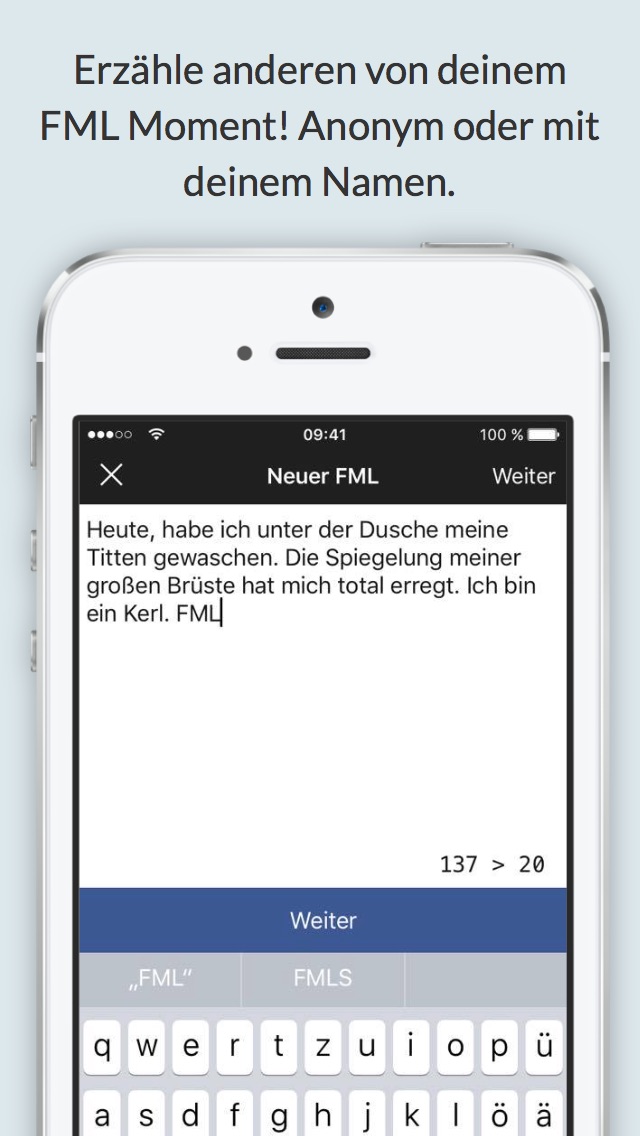 Erzähle anderen von deinem
FML Moment! Anonym oder mit
deinem Namen.
09:41
100 %
Neuer FML
Weiter
Heute, habe ich unter der Dusche meine
Titten gewaschen. Die Spiegelung meiner
großen Brüste hat mich total erregt. Ich bin
ein Kerl. FML
137 > 20
Weiter
„FML“ FMLS
q w e r t z u i o p ü
a s d f g h j k l ö ä